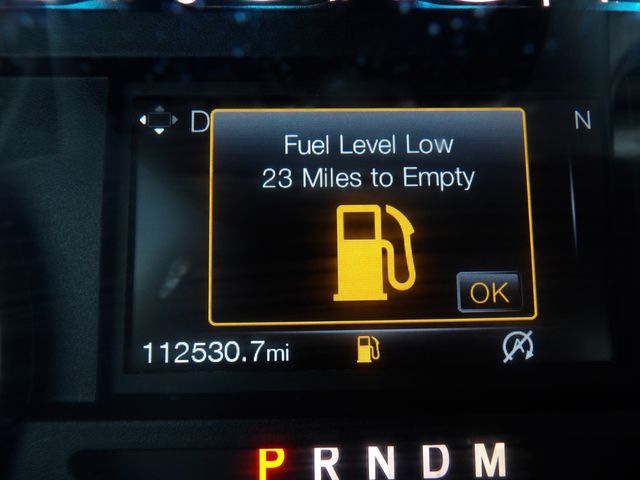 D
N
Fuel Level Low
23 Miles to Empty
OK
112530.7mi
P R N D M